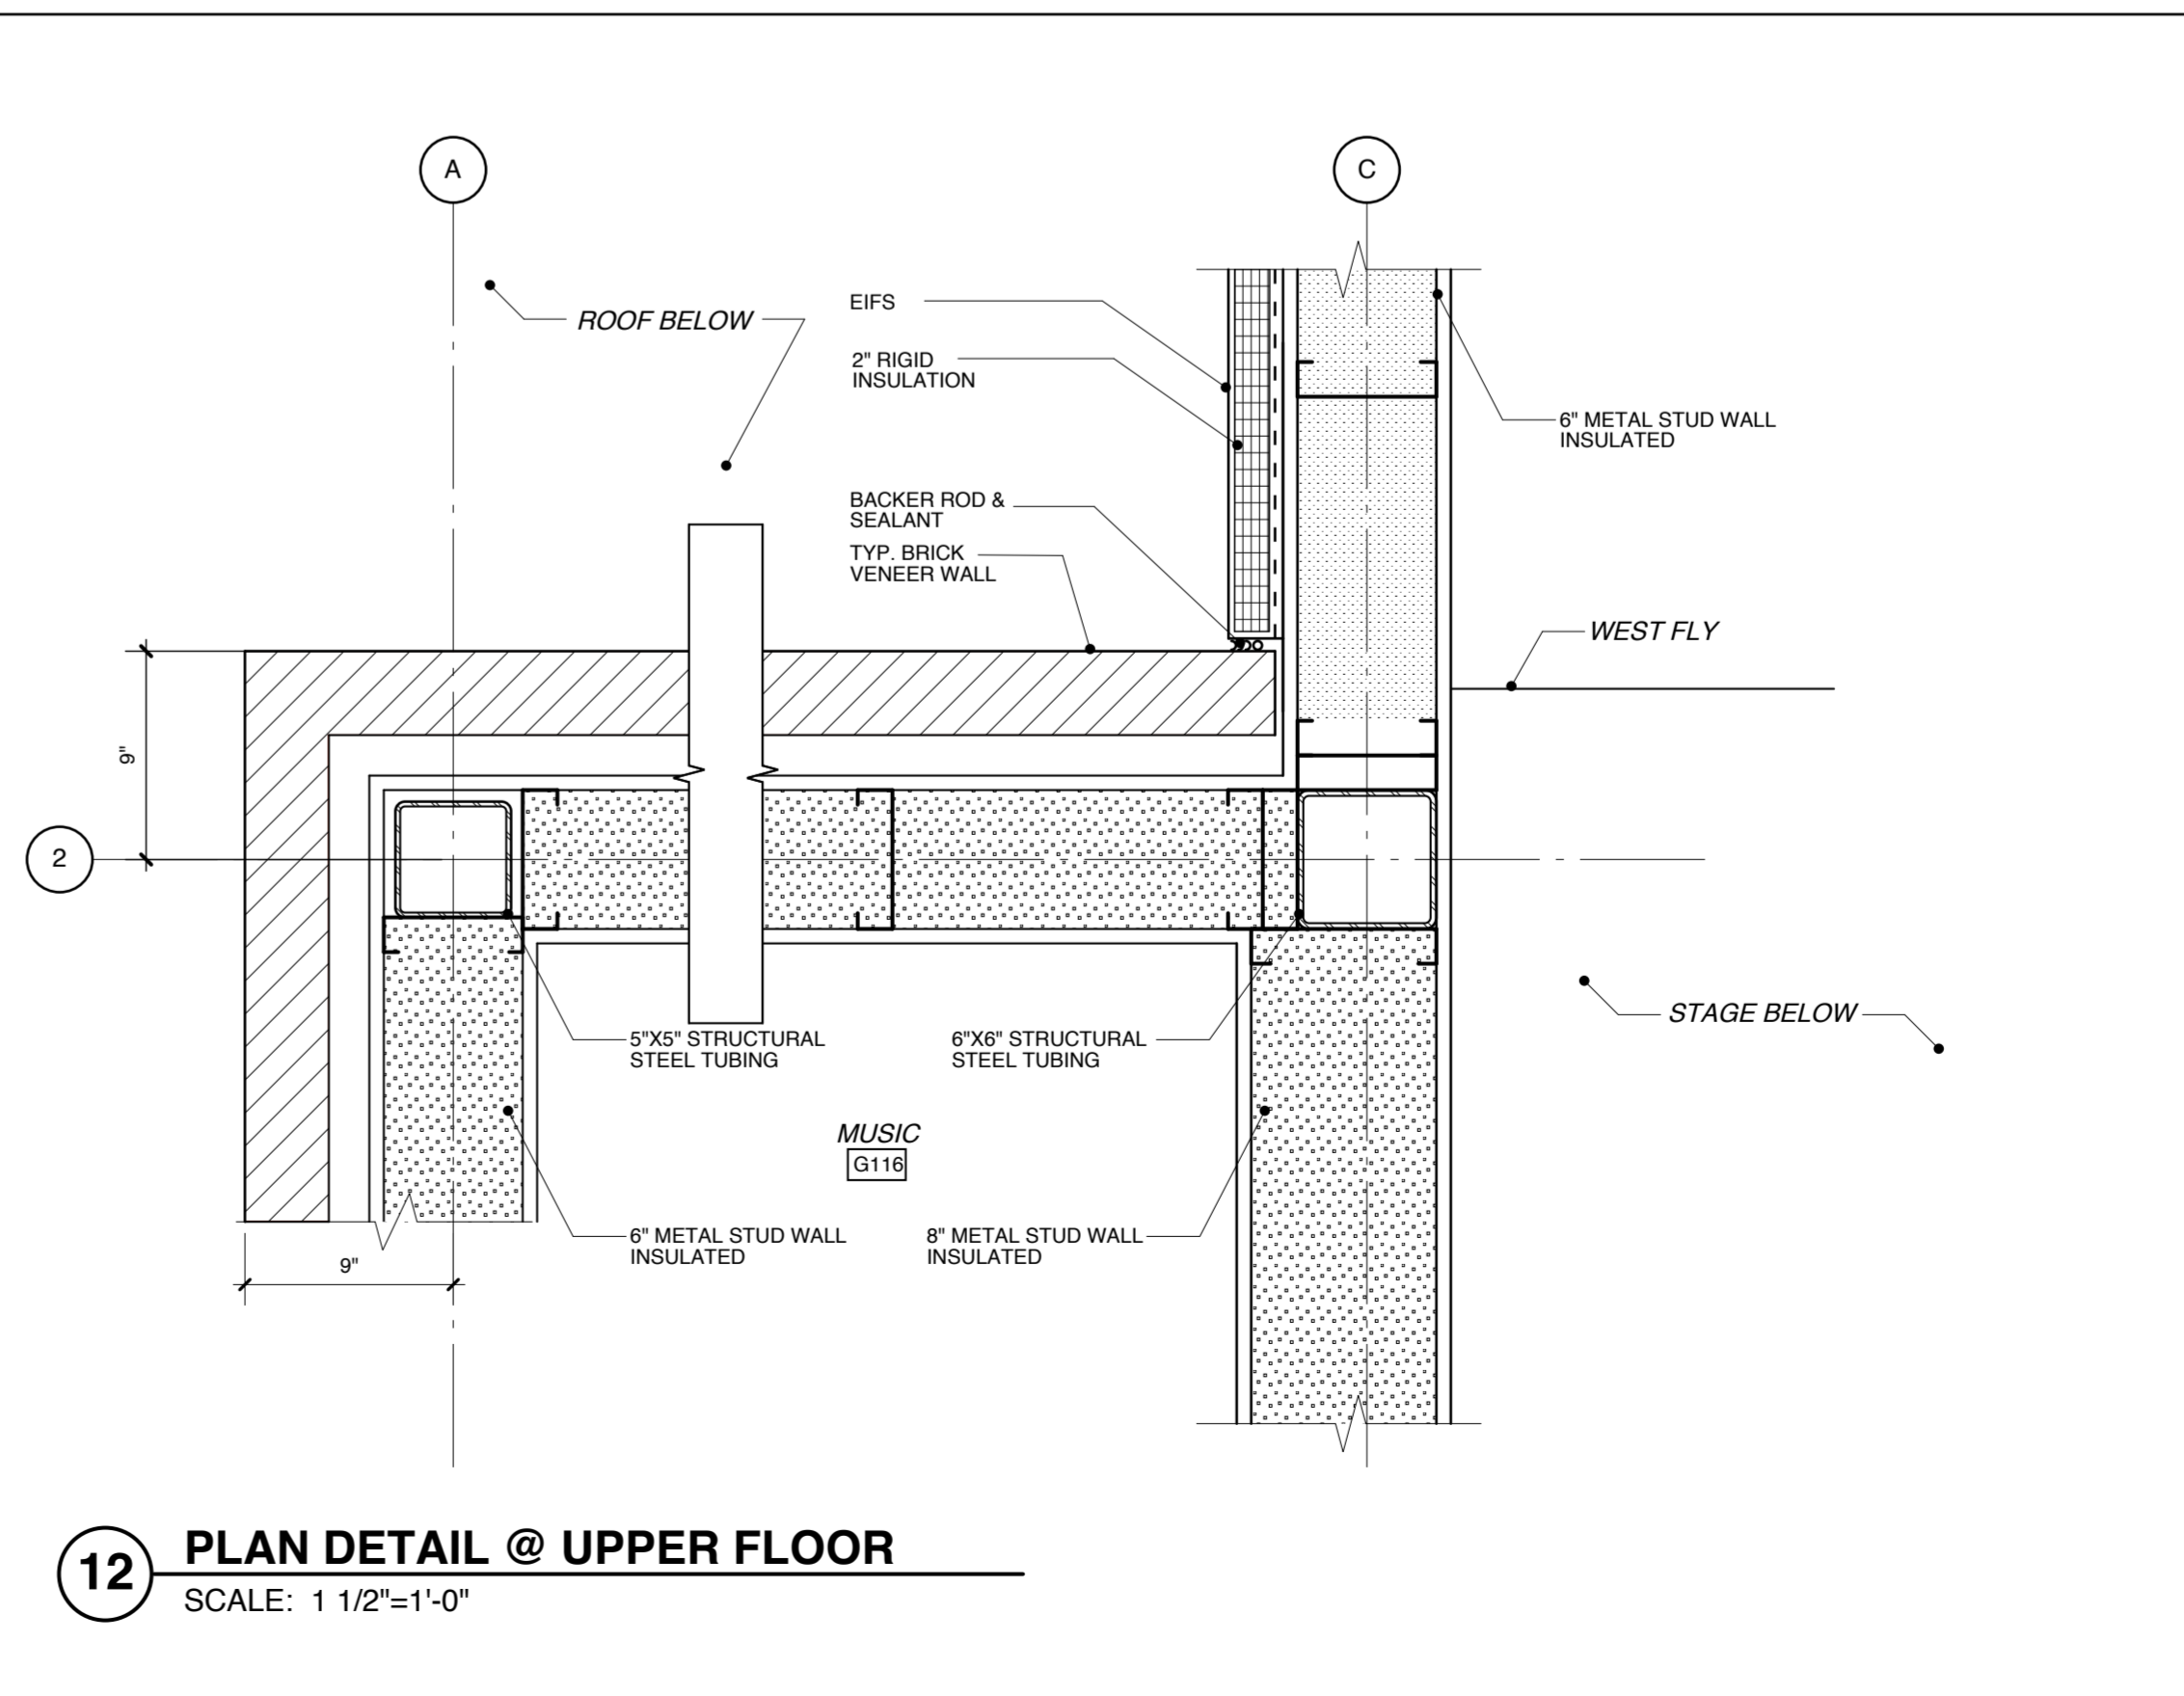 A
C
ROOF BELOW
EIFS
2" RIGID
INSULATION
6" METAL STUD WALL
INSULATED
BACKER ROD &
SEALANT
TYP. BRICK
VENEER WALL
WEST FLY
9"
2
STAGE BELOW
5"X5" STRUCTURAL
STEEL TUBING
6"X6" STRUCTURAL
STEEL TUBING
MUSIC
G116
6" METAL STUD WALL
INSULATED
8" METAL STUD WALL
INSULATED
9"
12
PLAN DETAIL @ UPPER FLOOR
SCALE: 1 1/2"=1'-0"